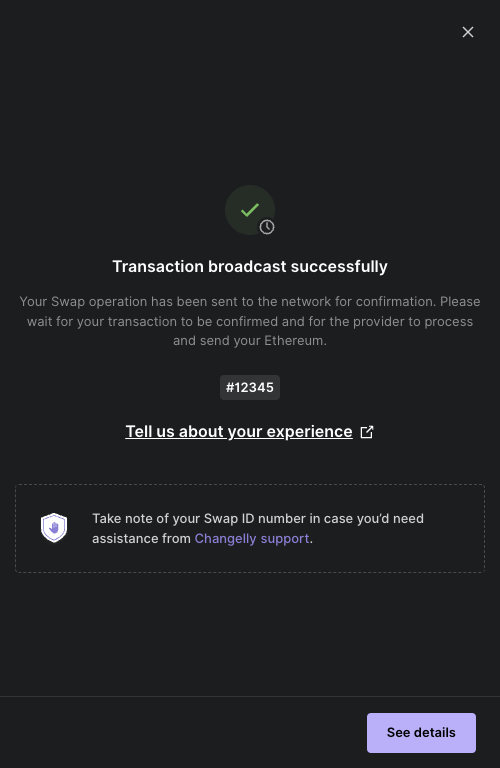 Transaction broadcast successfully
Your Swap operation has been sent to the network for confirmation. Please
wait for your transaction to be confirmed and for the provider to process
and send your Ethereum.
#12345
Tell us about your experience
Take note of your Swap ID number in case you’d need
assistance from Changelly support.
See details